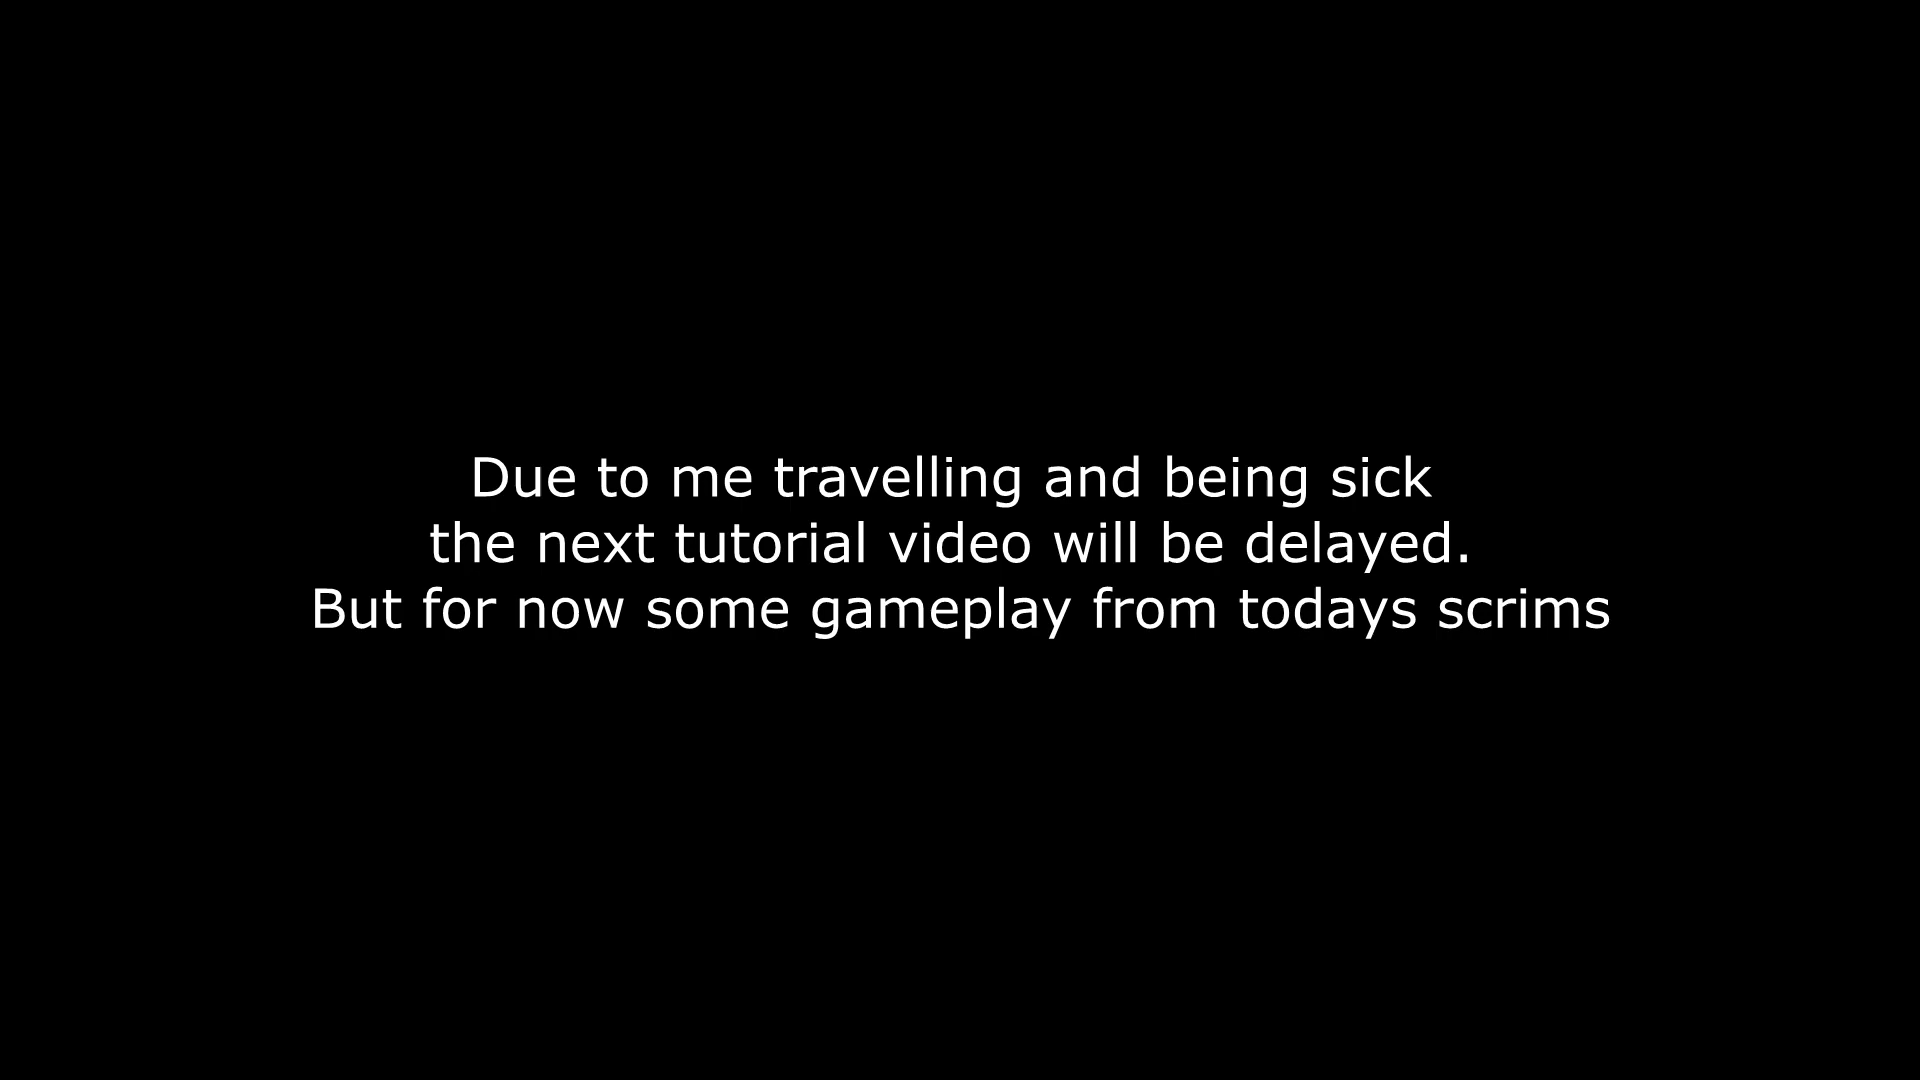 Due to me travelling and being sick
the next tutorial video will be delayed.
But for now some gameplay from todays scrims